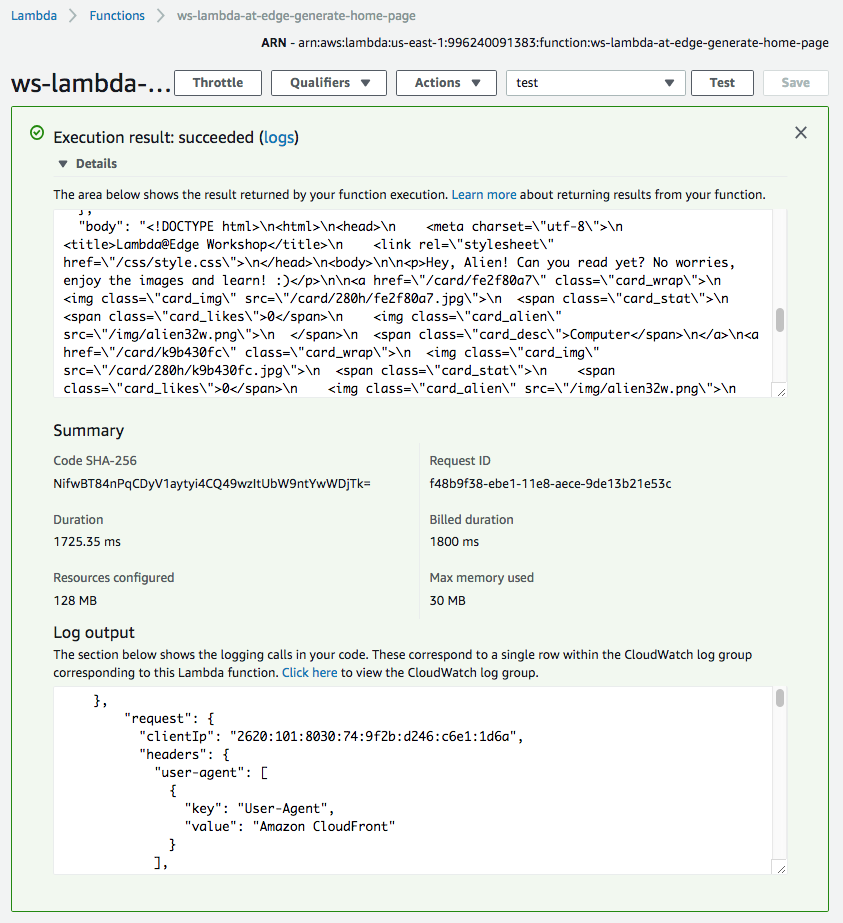 Lambda > Functions > ws-lambda-at-edge-generate-home-page
ARN - arn:aws:lambda:us-east-1:996240091383:function:ws-lambda-at-edge-generate-home-page
ws-lambda-... Throttle Qualifiers ▼ Actions ▼ test ▼ Test Save
Execution result: succeeded (logs)
▼ Details
The area below shows the result returned by your function execution. Learn more about returning results from your function.
},
"body": "<!DOCTYPE html>\n<html>\n<head>\n    <meta charset=\"utf-8\">\n
<title>Lambda@Edge Workshop</title>\n    <link rel=\"stylesheet\"
href=\"/css/style.css\">\n</head>\n<body>\n\n<p>Hey, Alien! Can you read yet? No worries,
enjoy the images and learn! :)</p>\n\n<a href=\"/card/fe2f80a7\" class=\"card_wrap\">\n
<img class=\"card_img\" src=\"/card/280h/fe2f80a7.jpg\">\n  <span class=\"card_stat\">\n
<span class=\"card_likes\">0</span>\n    <img class=\"card_alien\"
src=\"/img/alien32w.png\">\n  </span>\n  <span class=\"card_desc\">Computer</span>\n</a>\n<a
href=\"/card/k9b430fc\" class=\"card_wrap\">\n  <img class=\"card_img\"
src=\"/card/280h/k9b430fc.jpg\">\n  <span class=\"card_stat\">\n    <span
class=\"card_likes\">0</span>\n    <img class=\"card_alien\" src=\"/img/alien32w.png\">\n
Summary
Code SHA-256
NifwBT84nPqCDyV1aytyi4CQ49wzItUbW9ntYwWDjTk=
Request ID
f48b9f38-ebe1-11e8-aece-9de13b21e53c
Duration
1725.35 ms
Billed duration
1800 ms
Resources configured
128 MB
Max memory used
30 MB
Log output
The section below shows the logging calls in your code. These correspond to a single row within the CloudWatch log group
corresponding to this Lambda function. Click here to view the CloudWatch log group.
},
"request": {
"clientIp": "2620:101:8030:74:9f2b:d246:c6e1:1d6a",
"headers": {
"user-agent": [
{
"key": "User-Agent",
"value": "Amazon CloudFront"
}
],